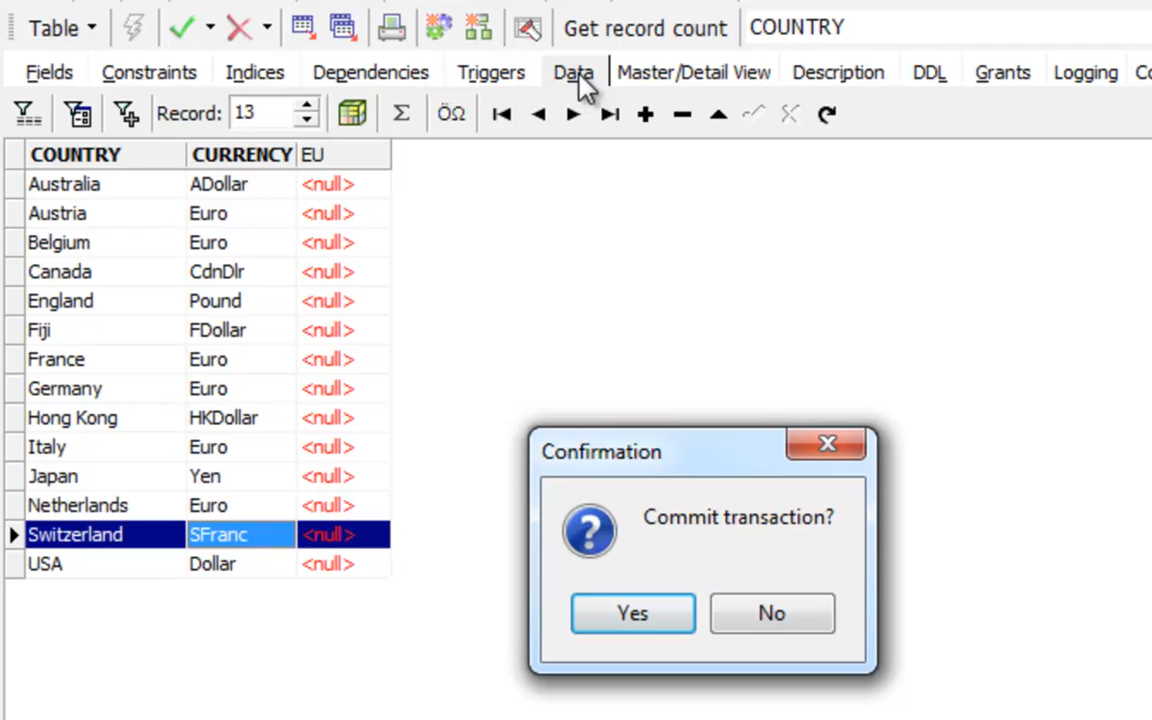 Table Get record count COUNTRY
Fields Constraints Indices Dependencies Triggers Data Master/Detail View Description DDL Grants Logging Co
Record: 13 Σ ÖΩ
COUNTRY CURRENCY EU
Australia ADollar <null>
Austria Euro <null>
Belgium Euro <null>
Canada CdnDlr <null>
England Pound <null>
Fiji FDollar <null>
France Euro <null>
Germany Euro <null>
Hong Kong HKDollar <null>
Italy Euro <null>
Japan Yen <null>
Netherlands Euro <null>
Switzerland SFranc <null>
USA Dollar <null>
Confirmation
Commit transaction?
Yes No